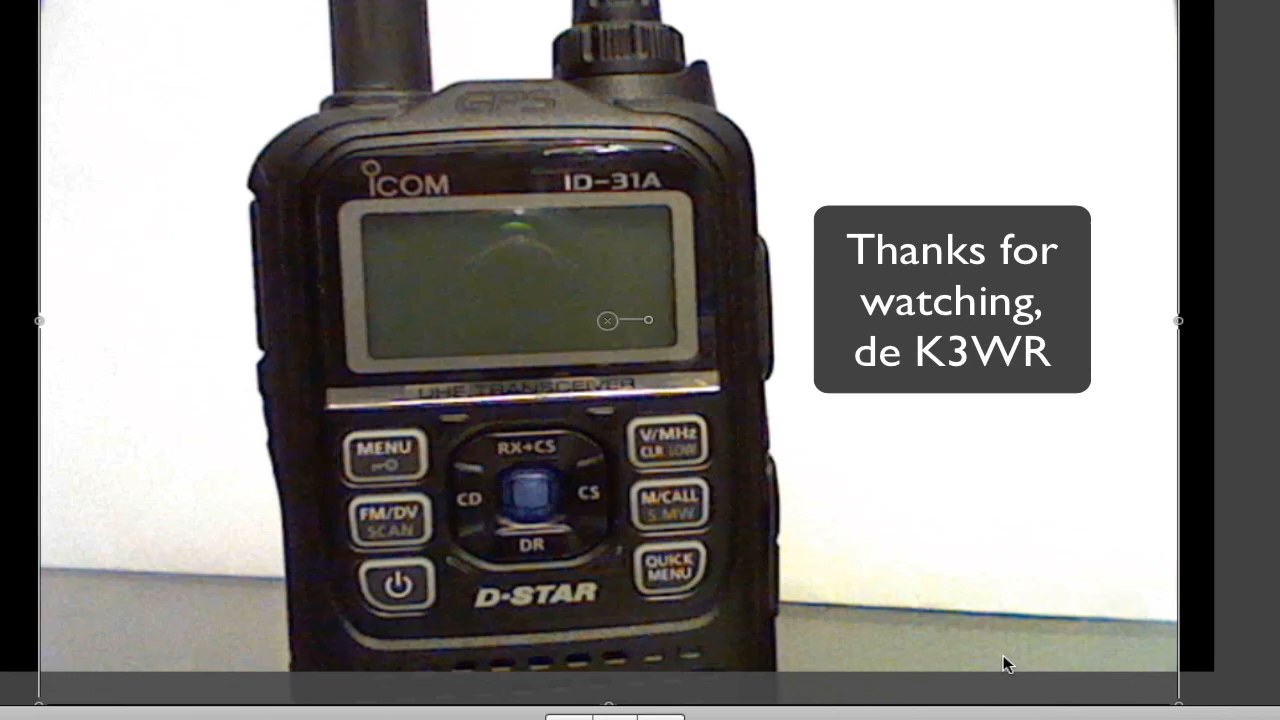 GPS
iCOM ID-31A
Thanks for
watching,
de K3WR
UHF TRANSCEIVER
MENU RX→CS V/MHz
CLR LOW
CD CS
FM/DV M/CALL
SCAN S.MW
DR
QUICK
MENU
D-STAR